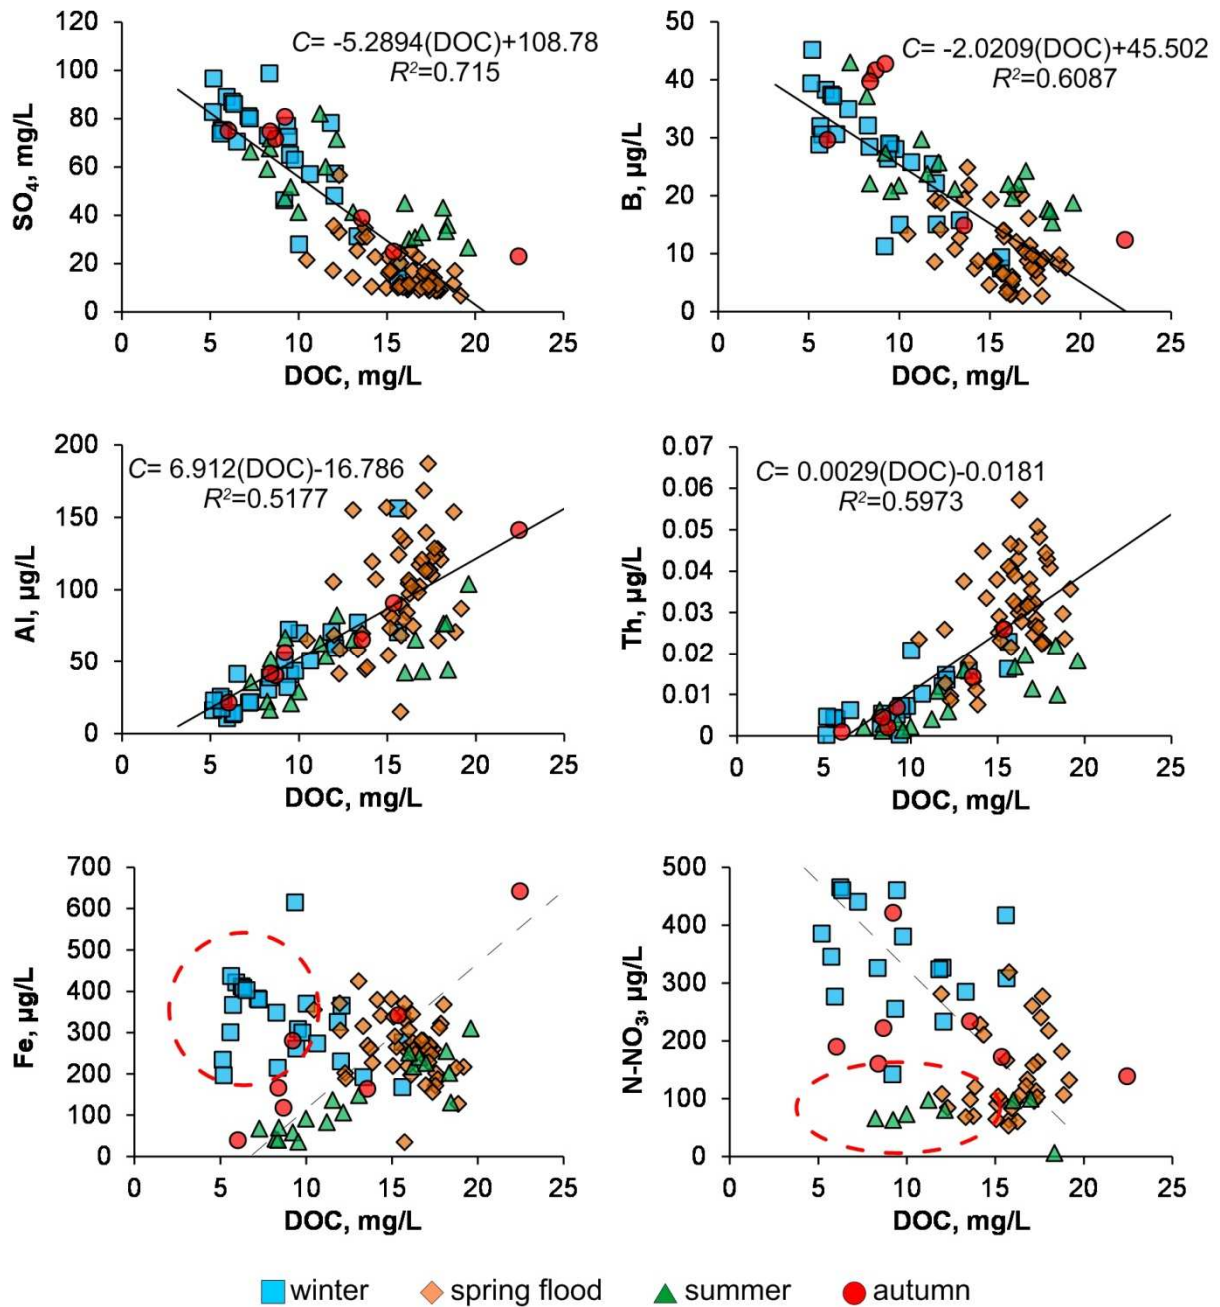 C= -5.2894(DOC)+108.78
R²=0.715
SO₄, mg/L
120
100
80
60
40
20
0
0 5 10 15 20 25
DOC, mg/L
C= -2.0209(DOC)+45.502
R²=0.6087
B, µg/L
50
40
30
20
10
0
0 5 10 15 20 25
DOC, mg/L
C= 6.912(DOC)-16.786
R²=0.5177
Al, µg/L
200
150
100
50
0
0 5 10 15 20 25
DOC, mg/L
C= 0.0029(DOC)-0.0181
R²=0.5973
Th, µg/L
0.07
0.06
0.05
0.04
0.03
0.02
0.01
0
0 5 10 15 20 25
DOC, mg/L
Fe, µg/L
700
600
500
400
300
200
100
0
0 5 10 15 20 25
DOC, mg/L
N-NO₃, µg/L
500
400
300
200
100
0
0 5 10 15 20 25
DOC, mg/L
winter spring flood summer autumn